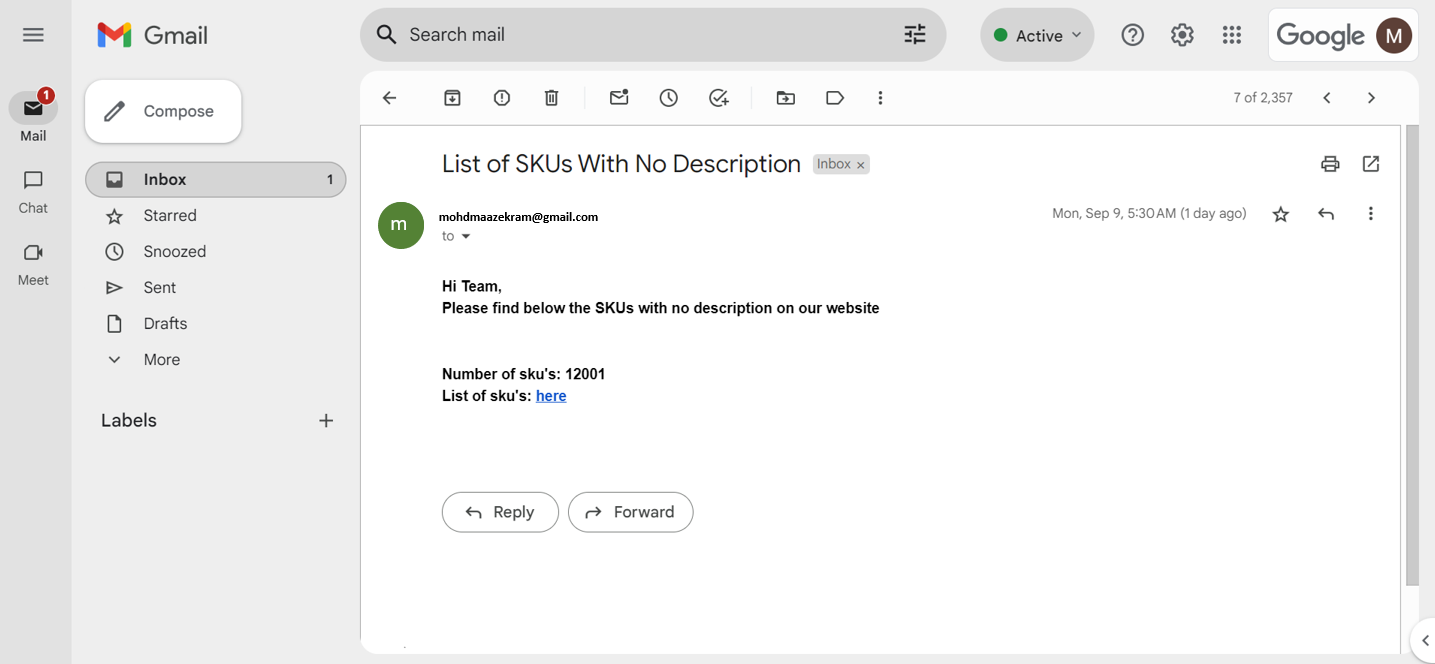 Gmail
Search mail
Active
Google
M
1
Mail
Chat
Meet
Compose
Inbox 1
Starred
Snoozed
Sent
Drafts
More
Labels
7 of 2,357
List of SKUs With No Description
Inbox ×
m
mohdmaazekram@gmail.com
Mon, Sep 9, 5:30 AM (1 day ago)
to
Hi Team,
Please find below the SKUs with no description on our website
Number of sku's: 12001
List of sku's: here
Reply
Forward